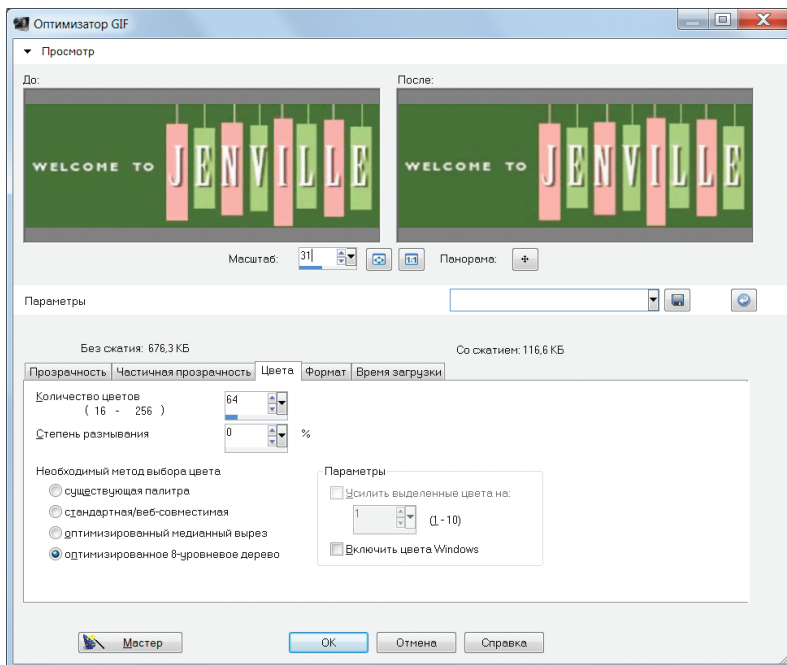 Оптимизатор GIF
Просмотр
До:
После:
WELCOME TO JENVILLE
WELCOME TO JENVILLE
Масштаб: 31 1:1 Панорама:
Параметры
Без сжатия: 676,3 КБ
Со сжатием: 116,6 КБ
Прозрачность Частичная прозрачность Цвета Формат Время загрузки
Количество цветов 64
( 16 - 256 )
Степень размывания 0 %
Необходимый метод выбора цвета
существующая палитра
стандартная/веб-совместимая
оптимизированный медианный вырез
оптимизированное 8-уровневое дерево
Параметры
Усилить выделенные цвета на:
1 (1 - 10)
Включить цвета Windows
Мастер OK Отмена Справка